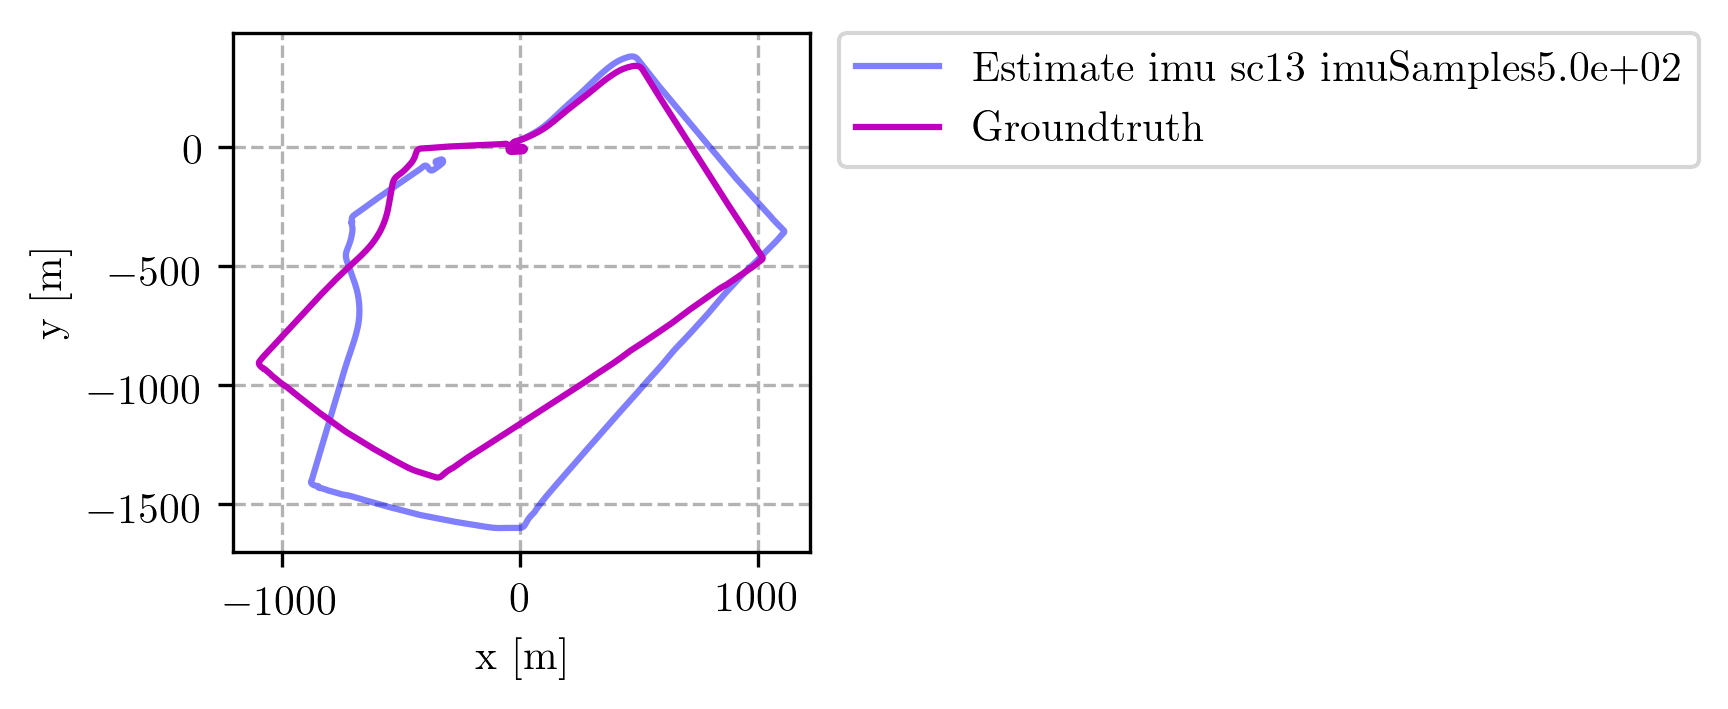 Estimate imu sc13 imuSamples5.0e+02
Groundtruth
0
−500
−1000
−1500
y [m]
−1000 0 1000
x [m]